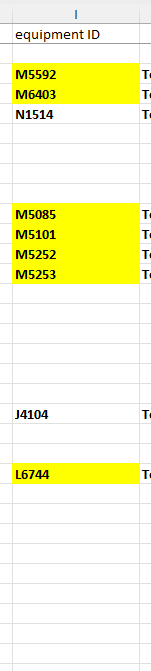 I
equipment ID
M5592 T
M6403 T
N1514 T
M5085 T
M5101 T
M5252 T
M5253 T
J4104 T
L6744 T